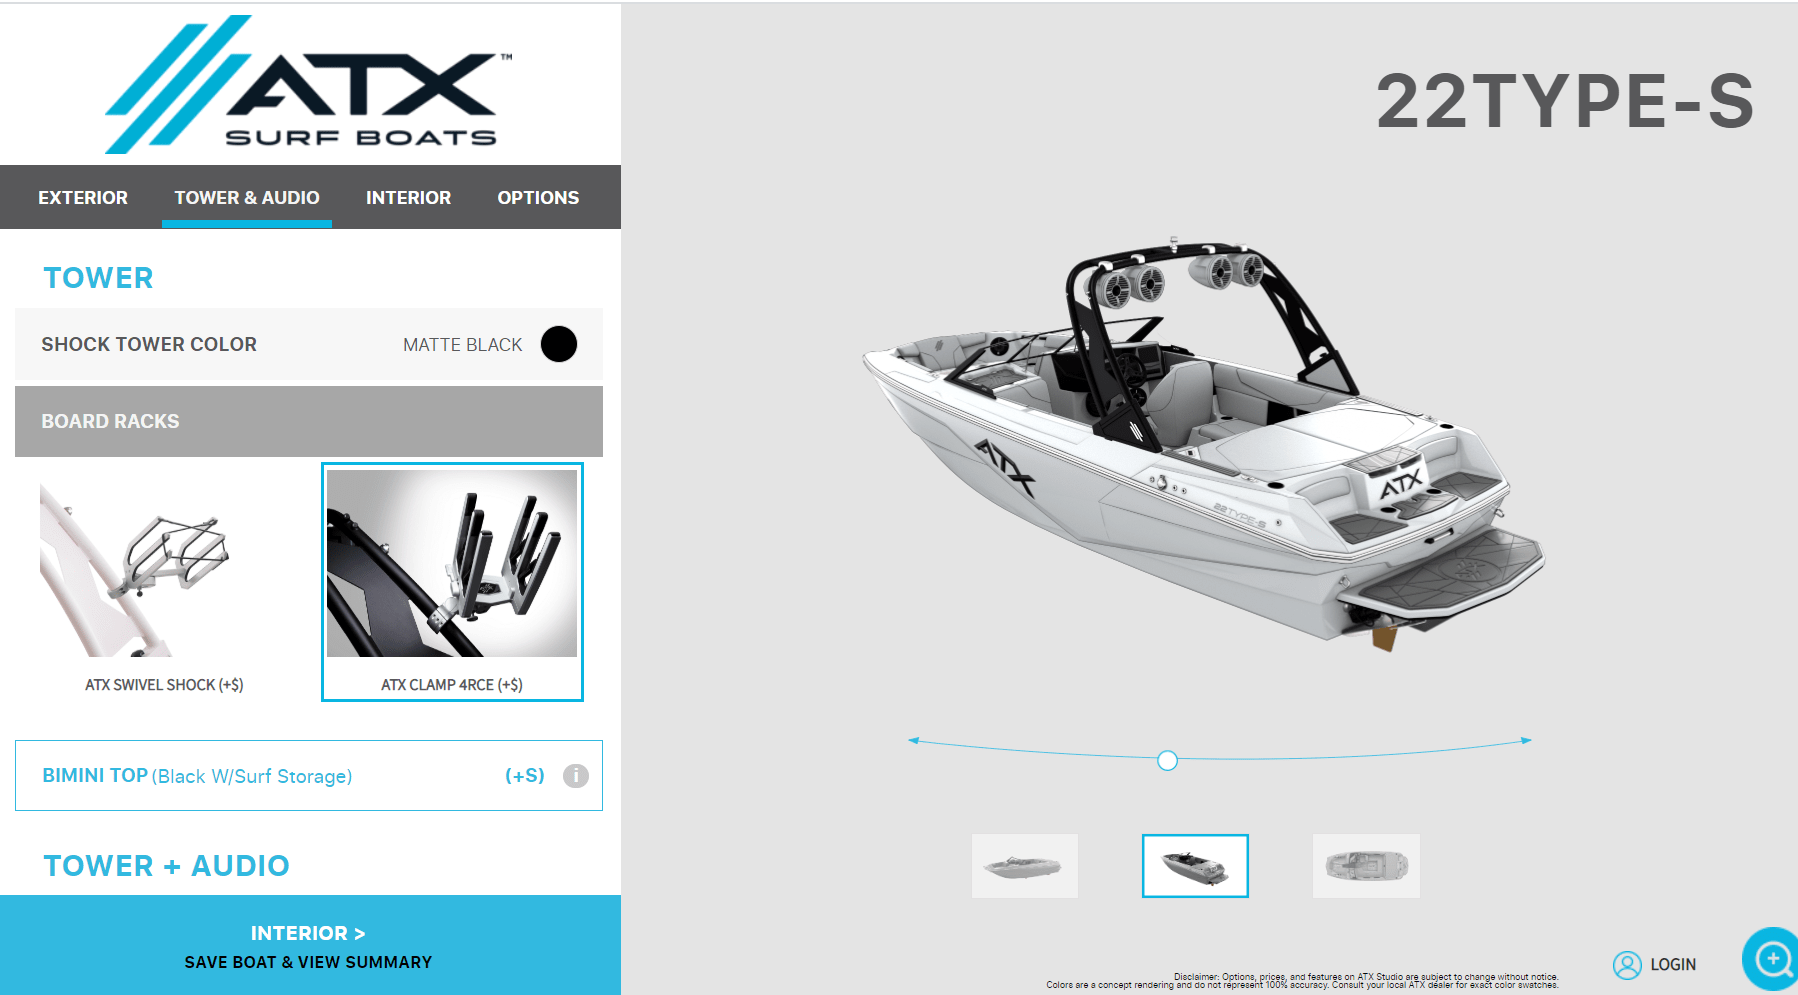 ATX™
SURF BOATS
EXTERIOR
TOWER & AUDIO
INTERIOR
OPTIONS
TOWER
SHOCK TOWER COLOR
MATTE BLACK
BOARD RACKS
ATX SWIVEL SHOCK (+$)
ATX CLAMP 4RCE (+$)
BIMINI TOP (Black W/Surf Storage)
(+S)
i
TOWER + AUDIO
INTERIOR >
SAVE BOAT & VIEW SUMMARY
22TYPE-S
ATX
22TYPE-S
ATX
LOGIN
Disclaimer: Options, prices, and features on ATX Studio are subject to change without notice.
Colors are a concept rendering and do not represent 100% accuracy. Consult your local ATX dealer for exact color swatches.